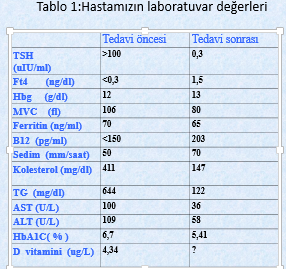 Tablo 1:Hastamızın laboratuvar değerleri
Tedavi öncesi Tedavi sonrası
TSH >100 0,3
(uIU/ml)
Ft4 (ng/dl) <0,3 1,5
Hbg (g/dl) 12 13
MVC (fl) 106 80
Ferritin (ng/ml) 70 65
B12 (pg/ml) <150 203
Sedim (mm/saat) 50 70
Kolesterol (mg/dl) 411 147
TG (mg/dl) 644 122
AST (U/L) 100 36
ALT (U/L) 109 58
HbA1C( % ) 6,7 5,41
D vitamini (ug/L) 4,34 ?